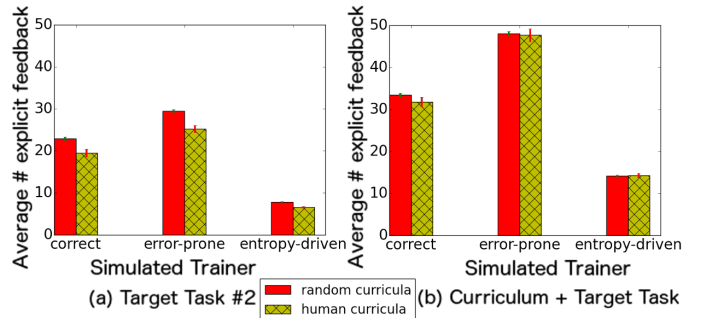 Average # explicit feedback
50
40
30
20
10
0
correct error-prone entropy-driven
Simulated Trainer
(a) Target Task #2
Average # explicit feedback
50
40
30
20
10
0
correct error-prone entropy-driven
Simulated Trainer
(b) Curriculum + Target Task
random curricula
human curricula